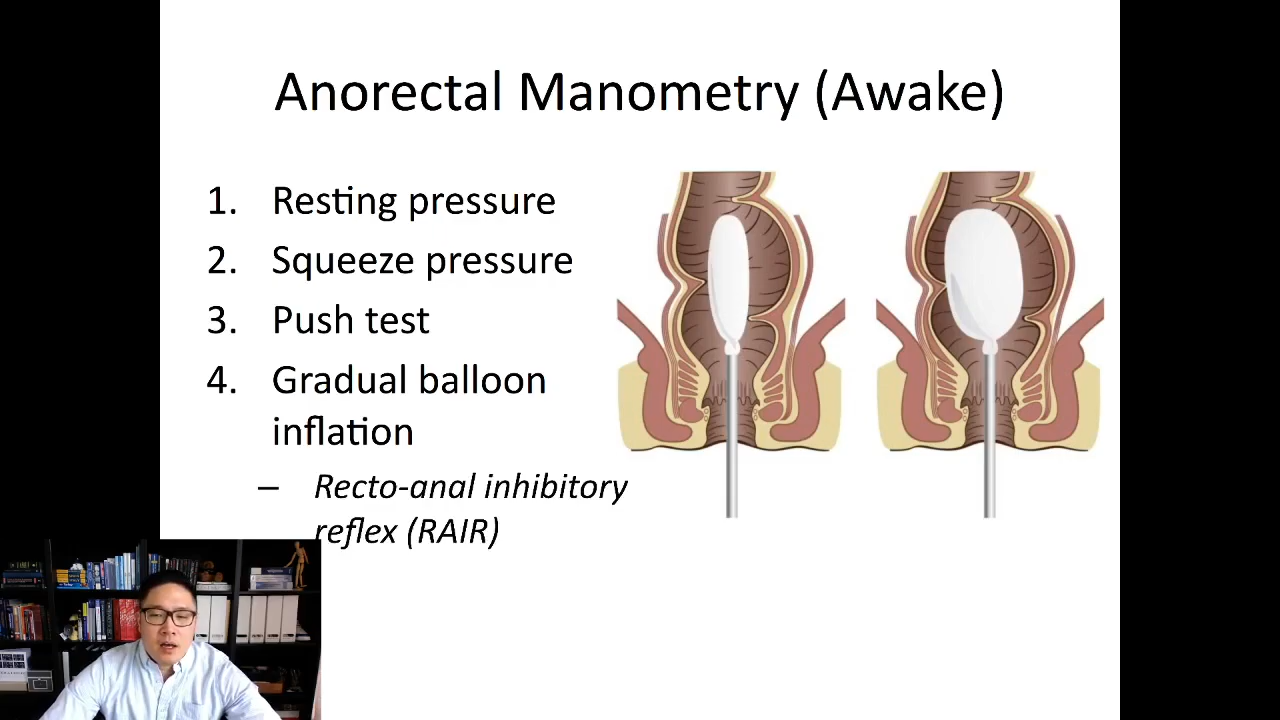 Anorectal Manometry (Awake)
1. Resting pressure
2. Squeeze pressure
3. Push test
4. Gradual balloon
inflation
– Recto-anal inhibitory
reflex (RAIR)